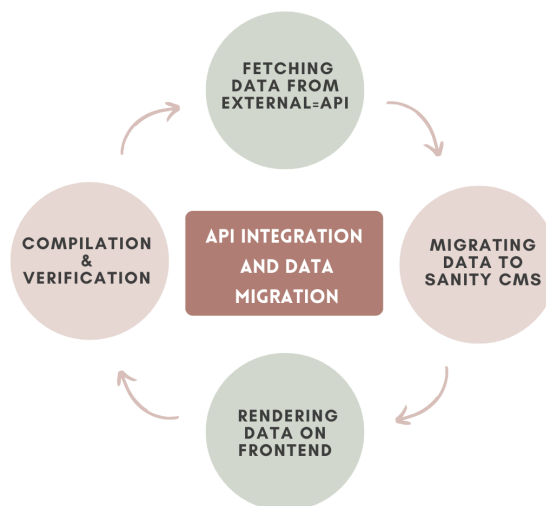 FETCHING
DATA FROM
EXTERNAL=API
COMPILATION
&
VERIFICATION
API INTEGRATION
AND DATA
MIGRATION
MIGRATING
DATA TO
SANITY CMS
RENDERING
DATA ON
FRONTEND